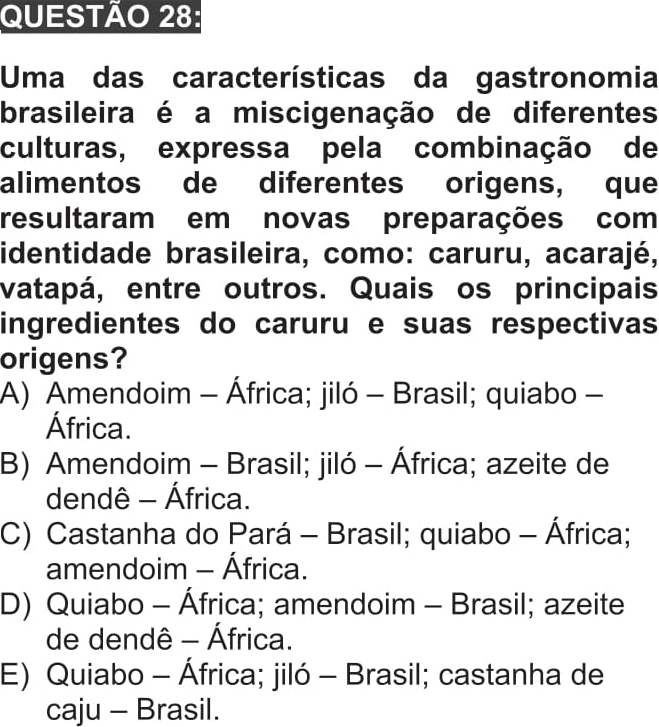 QUESTÃO 28:
Uma das características da gastronomia
brasileira é a miscigenação de diferentes
culturas, expressa pela combinação de
alimentos de diferentes origens, que
resultaram em novas preparações com
identidade brasileira, como: caruru, acarajé,
vatapá, entre outros. Quais os principais
ingredientes do caruru e suas respectivas
origens?
A) Amendoim – África; jiló – Brasil; quiabo –
África.
B) Amendoim – Brasil; jiló – África; azeite de
dendê – África.
C) Castanha do Pará – Brasil; quiabo – África;
amendoim – África.
D) Quiabo – África; amendoim – Brasil; azeite
de dendê – África.
E) Quiabo – África; jiló – Brasil; castanha de
caju – Brasil.